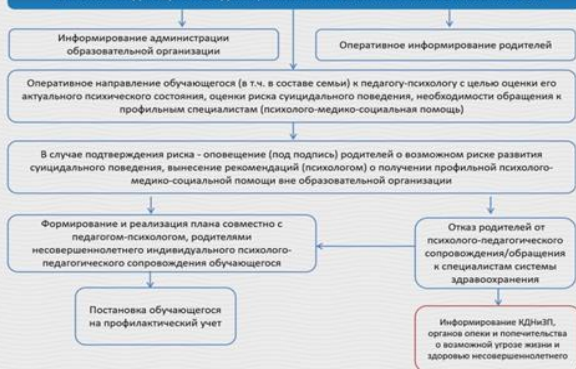 Информирование администрации
образовательной организации
Оперативное информирование родителей
Оперативное направление обучающегося (в т.ч. в составе семьи) к педагогу-психологу с целью оценки его
актуального психического состояния, оценки риска суицидального поведения, необходимости обращения к
профильным специалистам (психолого-медико-социальная помощь)
В случае подтверждения риска - оповещение (под подпись) родителей о возможном риске развития
суицидального поведения, вынесение рекомендаций (психологом) о получении профильной психолого-
медико-социальной помощи вне образовательной организации
Формирование и реализация плана совместно с
педагогом-психологом, родителями
несовершеннолетнего индивидуального психолого-
педагогического сопровождения обучающегося
Отказ родителей от
психолого-педагогического
сопровождения/обращения
к специалистам системы
здравоохранения
Постановка обучающегося
на профилактический учет
Информирование КДНиЗП,
органов опеки и попечительства
о возможной угрозе жизни и
здоровью несовершеннолетнего